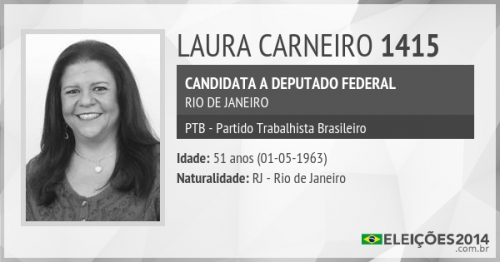 LAURA CARNEIRO 1415
CANDIDATA A DEPUTADO FEDERAL
RIO DE JANEIRO
PTB - Partido Trabalhista Brasileiro
Idade: 51 anos (01-05-1963)
Naturalidade: RJ - Rio de Janeiro
ELEIÇÕES2014
.com.br